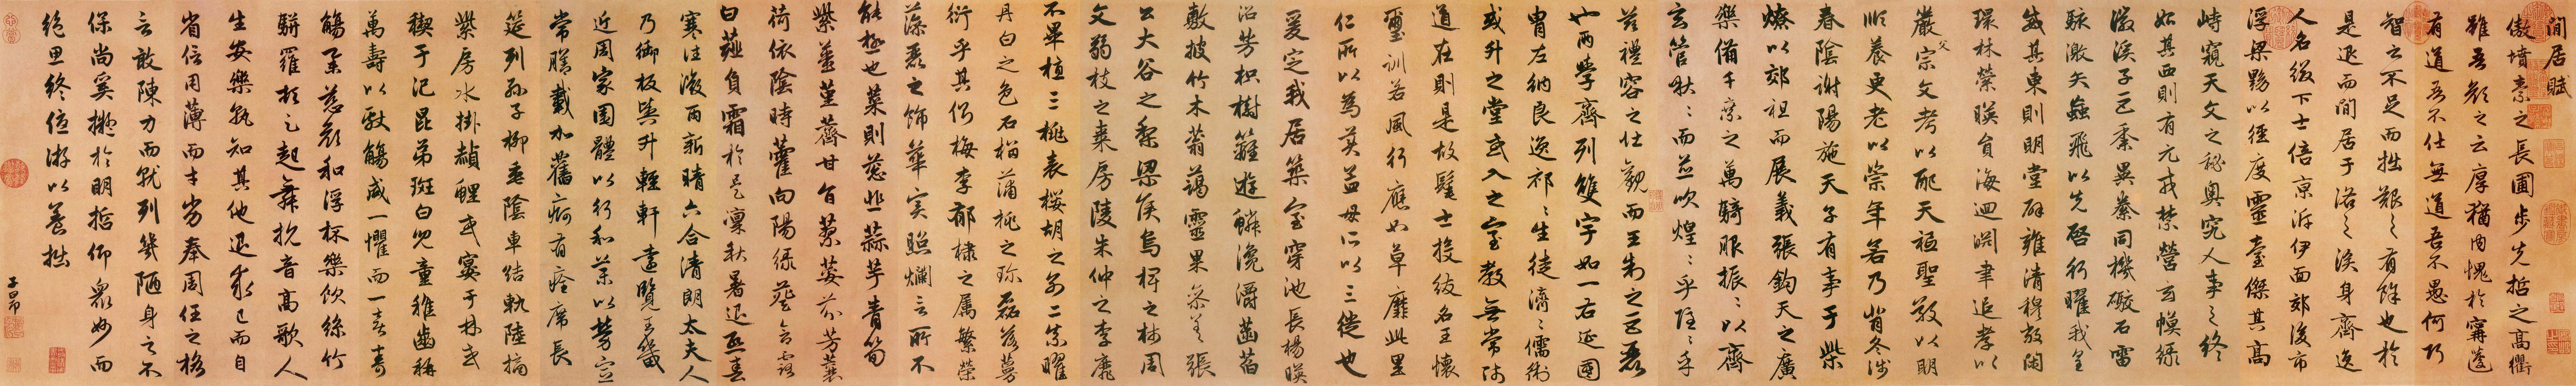 閒居賦
傲墳素之長圃步先哲之高衢
雖吾顏之云厚猶內愧於甯蘧
有道吾不仕無道吾不愚何巧
智之不足而拙艱之有餘也於
是退而閒居于洛之涘身齊逸
人名綴下士倍京泝伊面郊後市
浮梁黝以徑度靈臺傑其高
峙窺天文之秘奧究人事之終
始其西則有元戎禁營玄幙綠
徽溪子巨黍異絭同機礮石雷
駭激矢蝱飛以先啓行曜我皇
威其東則明堂辟雍清穆敞閑
環林縈暎負海迴淵聿追孝以
嚴父宗文考以配天祗聖敬以明
順養更老以崇年若乃背冬涉
春陰謝陽施天子有事于柴
燎以郊祖而展義張鈞天之廣
樂備千乘之萬騎服振〻以齊
玄管啾〻而並吹煌〻乎隱〻乎
茲禮容之壯觀而王制之巨麗
也兩學齊列雙宇如一右延國
胄左納良逸祁〻生徒濟〻儒術
或升之堂或入之室教無常師
道在則是故髦士投紱名王懷
璽訓若風行應如草靡此里
仁所以為美孟母所以三徙也
爰定我居築室穿池長楊暎
沼芳枳樹籬遊鱗瀺灂菡萏
敷披竹木蓊藹靈果參差張
公大谷之梨梁侯烏椑之柿周
文弱枝之棗房陵朱仲之李靡
不畢植三桃表櫻胡之別二柰曜
丹白之色石榴蒲桃之珍磊落蔓
衍乎其側梅李郁棣之屬繁榮
藻麗之飾華實照爛言所不
能極也菜則葱韭蒜芋青筍
紫薑堇薺甘旨蓼荾芬芳蘘
荷依陰時藿向陽綠葵含露
白薤負霜於是凜秋暑退熙春
寒往微雨新晴六合清朗太夫人
乃御板輿升輕軒遠覽王畿
近周家園體以行和藥以勞宣
常膳載加舊痾有痊席長
筵列孫子柳垂陰車結軌陸摘
紫房水掛赬鯉或宴于林或
禊于汜昆弟斑白兒童稚齒稱
萬壽以獻觴咸一懼而一喜壽
觴舉慈顏和浮杯樂飲絲竹
駢羅頓足起舞抗音高歌人
生安樂孰知其他退求己而自
省信用薄而才劣奉周任之格
言敢陳力而就列幾陋身之不
保尚奚擬於明哲仰衆妙而
絕思終優游以養拙
子昂